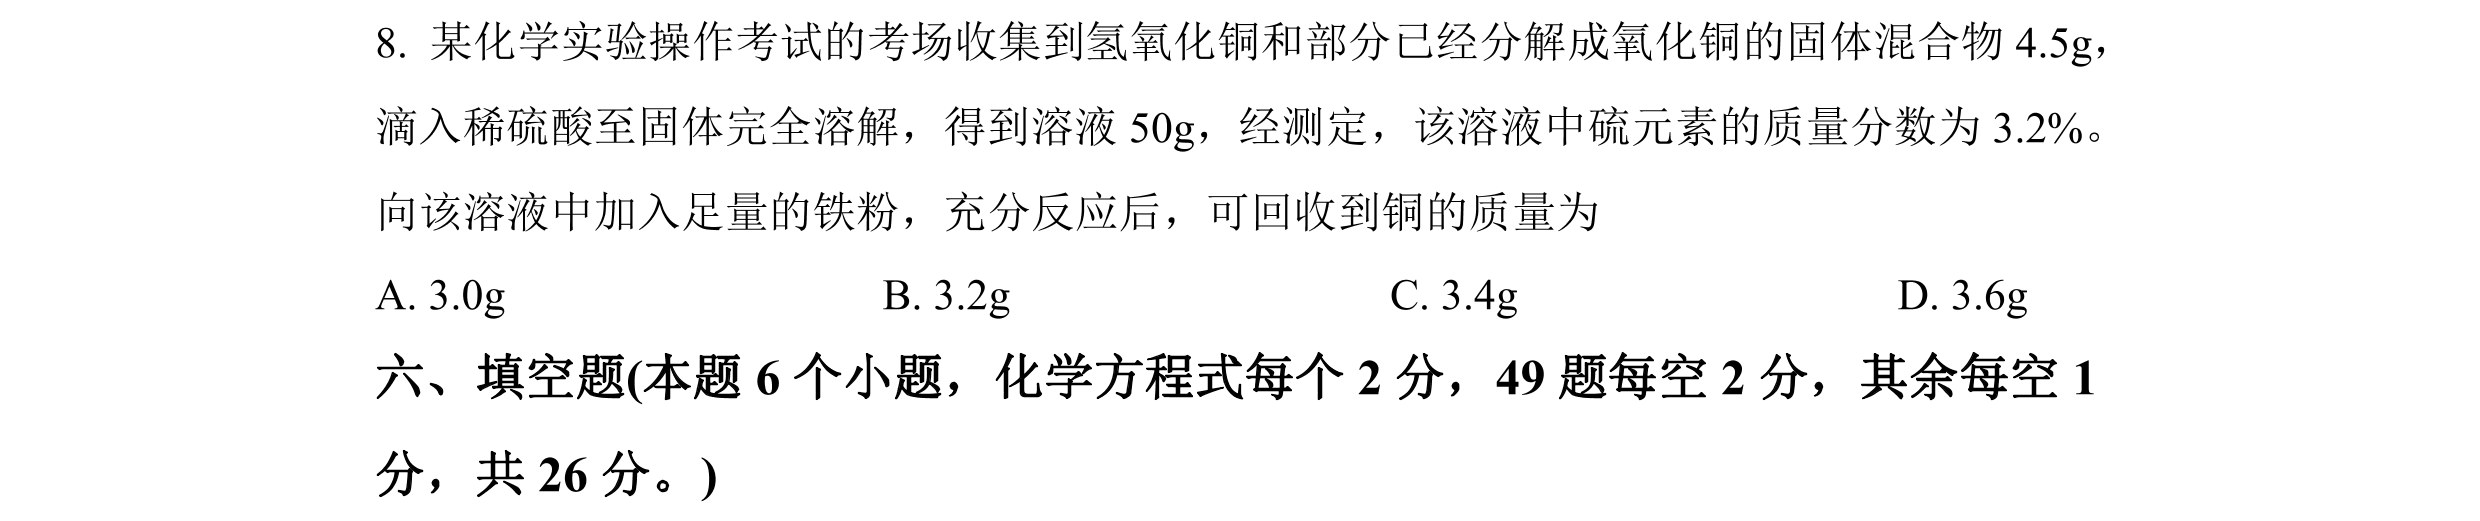 8. 某化学实验操作考试的考场收集到氢氧化铜和部分已经分解成氧化铜的固体混合物 4.5g，
滴入稀硫酸至固体完全溶解，得到溶液 50g，经测定，该溶液中硫元素的质量分数为 3.2%。
向该溶液中加入足量的铁粉，充分反应后，可回收到铜的质量为
A. 3.0g B. 3.2g C. 3.4g D. 3.6g
六、填空题(本题 6 个小题，化学方程式每个 2 分，49 题每空 2 分，其余每空 1
分，共 26 分。)